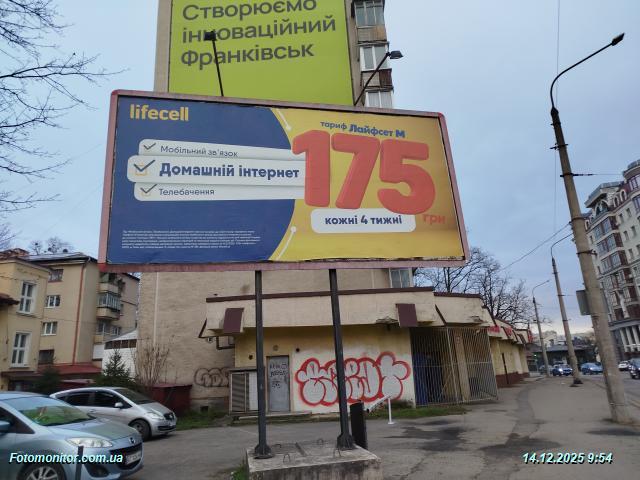 Створюємо
інноваційний
Франківськ
lifecell
тариф Лайфсет М
Мобільний зв'язок
Домашній інтернет
Телебачення
175
грн
кожні 4 тижні
Fotomonitor.com.ua
14.12.2025 9:54